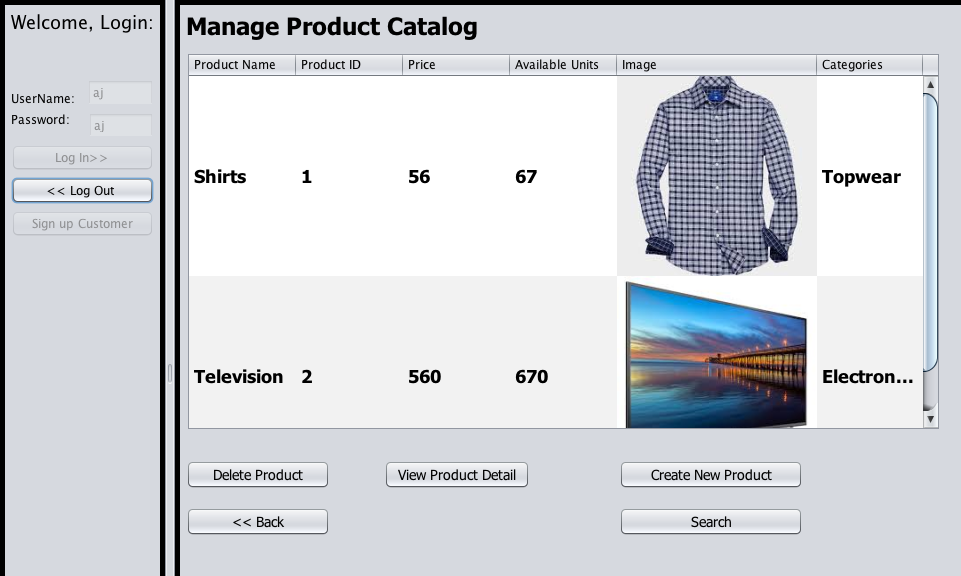 Welcome, Login:
UserName: aj
Password: aj
Log In>>
<< Log Out
Sign up Customer
Manage Product Catalog
Product Name Product ID Price Available Units Image Categories
Shirts 1 56 67 Topwear
Television 2 560 670 Electron...
Delete Product View Product Detail Create New Product
<< Back Search